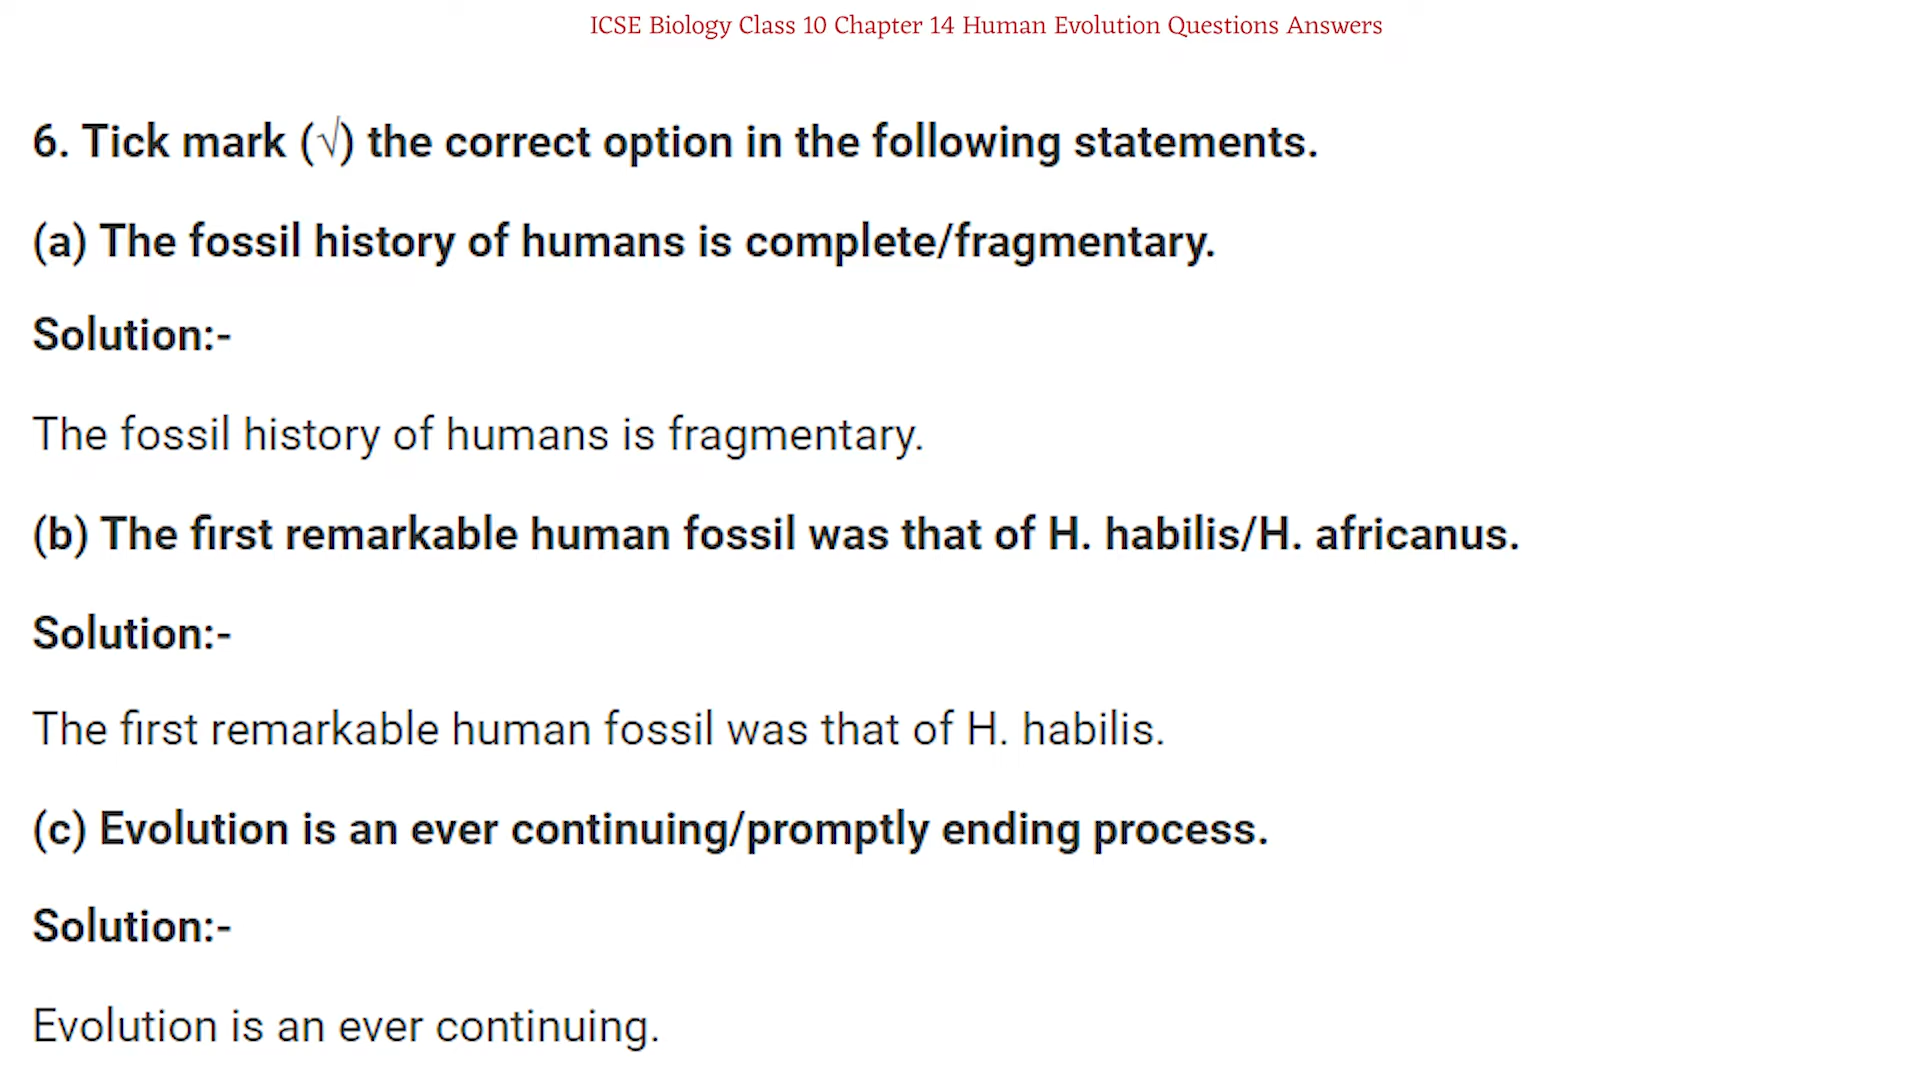 ICSE Biology Class 10 Chapter 14 Human Evolution Questions Answers
6. Tick mark (√) the correct option in the following statements.
(a) The fossil history of humans is complete/fragmentary.
Solution:-
The fossil history of humans is fragmentary.
(b) The first remarkable human fossil was that of H. habilis/H. africanus.
Solution:-
The first remarkable human fossil was that of H. habilis.
(c) Evolution is an ever continuing/promptly ending process.
Solution:-
Evolution is an ever continuing.